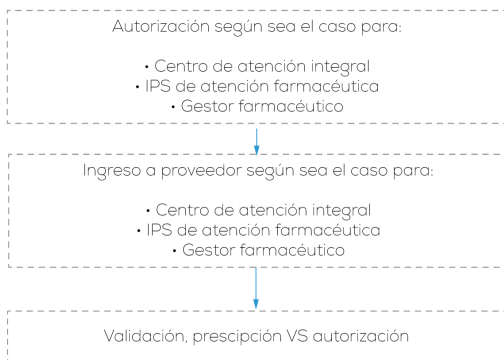 Autorización según sea el caso para:
• Centro de atención integral
• IPS de atención farmacéutica
• Gestor farmacéutico
Ingreso a proveedor según sea el caso para:
• Centro de atención integral
• IPS de atención farmacéutica
• Gestor farmacéutico
Validación, prescipción VS autorización